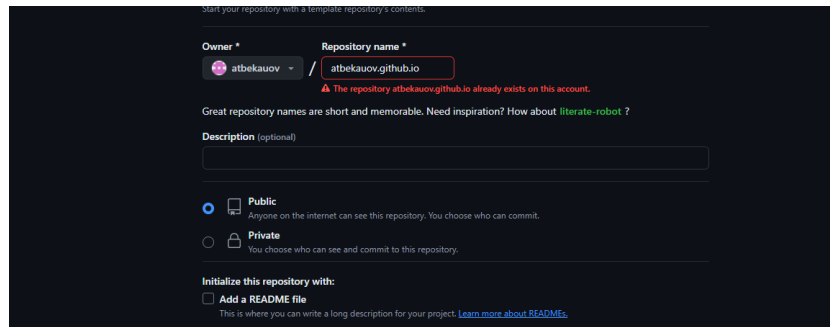 Start your repository with a template repository's contents.
Owner * Repository name *
atbekauov / atbekauov.github.io
The repository atbekauov.github.io already exists on this account.
Great repository names are short and memorable. Need inspiration? How about literate-robot ?
Description (optional)
Public
Anyone on the internet can see this repository. You choose who can commit.
Private
You choose who can see and commit to this repository.
Initialize this repository with:
Add a README file
This is where you can write a long description for your project. Learn more about READMEs.